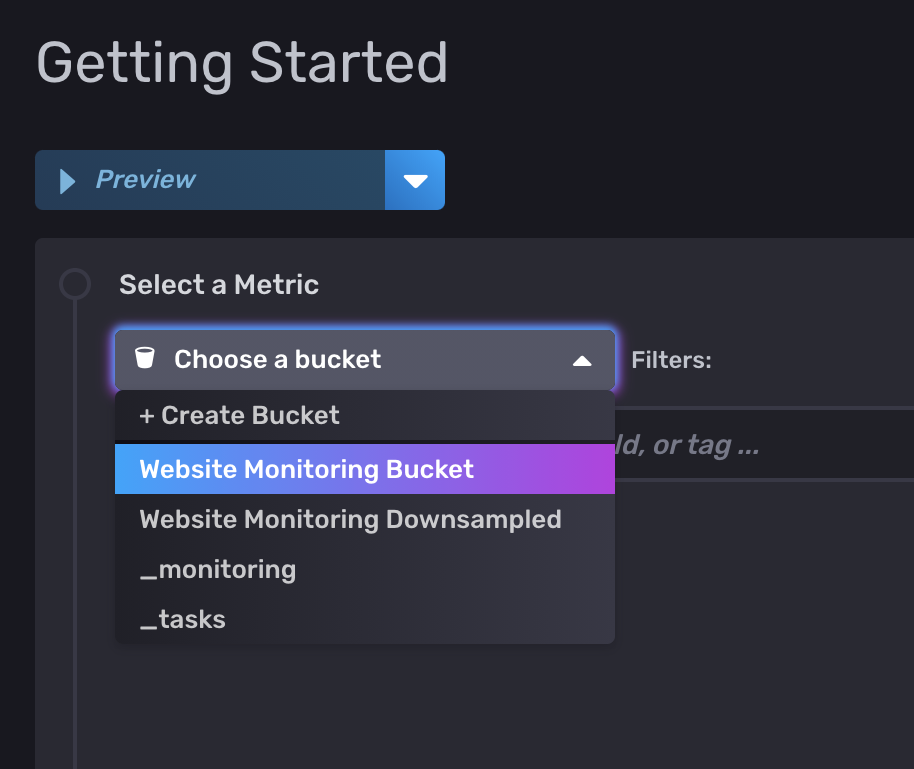 Getting Started
Preview
Select a Metric
Choose a bucket
Filters:
+ Create Bucket
or tag ...
Website Monitoring Bucket
Website Monitoring Downsampled
_monitoring
_tasks